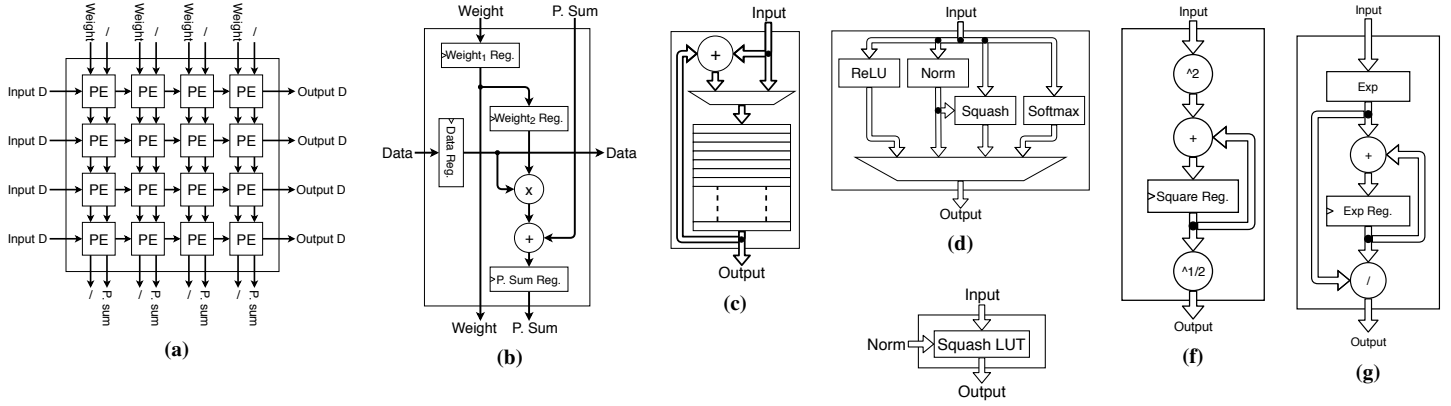 Weight / Weight / Weight / Weight /
Input D PE PE PE PE Output D
Input D PE PE PE PE Output D
Input D PE PE PE PE Output D
Input D PE PE PE PE Output D
/ P. sum / P. sum / P. sum / P. sum
(a)
Weight P. Sum
Weight1 Reg.
Weight2 Reg.
Data Data Reg. Data
x
+
P. Sum Reg.
Weight P. Sum
(b)
Input
+
Output
(c)
Input
ReLU Norm
Squash Softmax
Output
(d)
Input
Norm Squash LUT
Output
Input
^2
+
Square Reg.
^1/2
Output
(f)
Input
Exp
+
Exp Reg.
/
Output
(g)